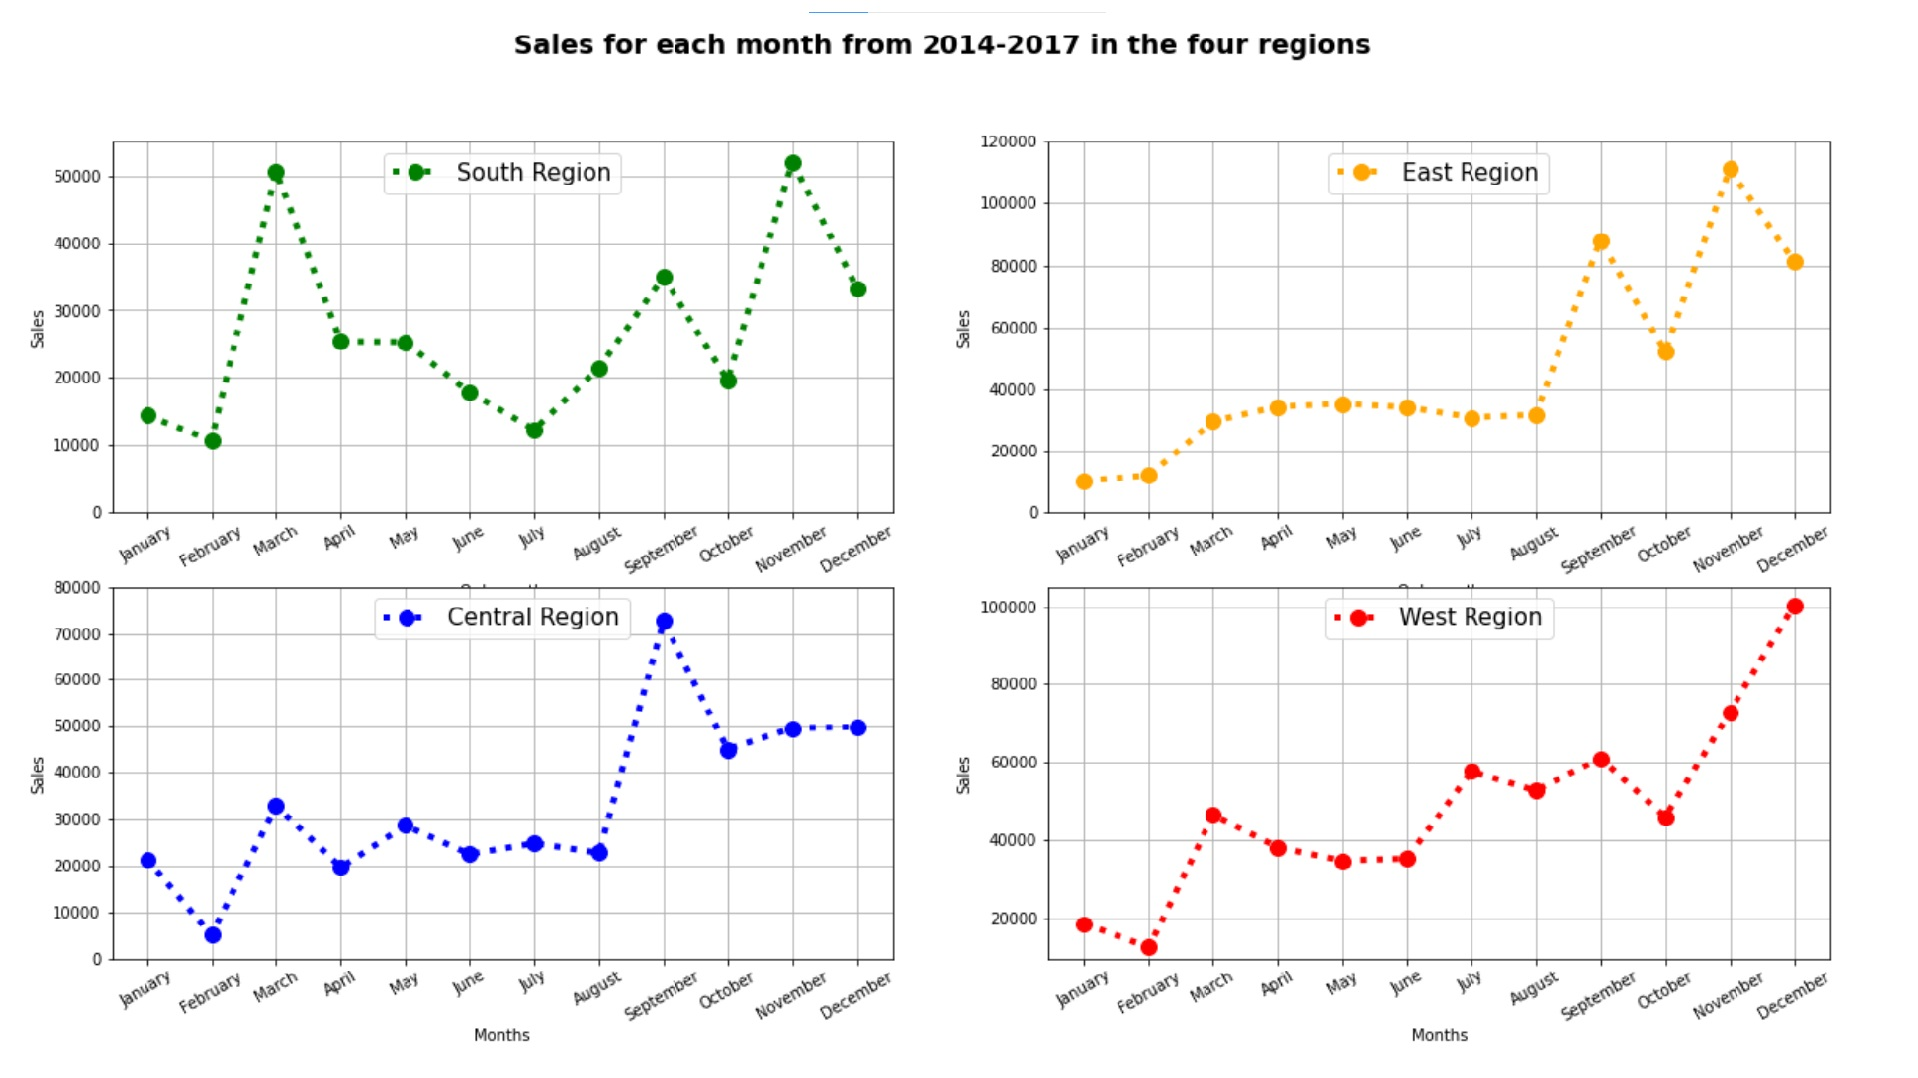 Sales for each month from 2014-2017 in the four regions
South Region
50000
40000
30000
20000
10000
0
Sales
January February March April May June July August September October November December
East Region
120000
100000
80000
60000
40000
20000
0
Sales
January February March April May June July August September October November December
Central Region
80000
70000
60000
50000
40000
30000
20000
10000
0
Sales
January February March April May June July August September October November December
Months
West Region
100000
80000
60000
40000
20000
Sales
January February March April May June July August September October November December
Months